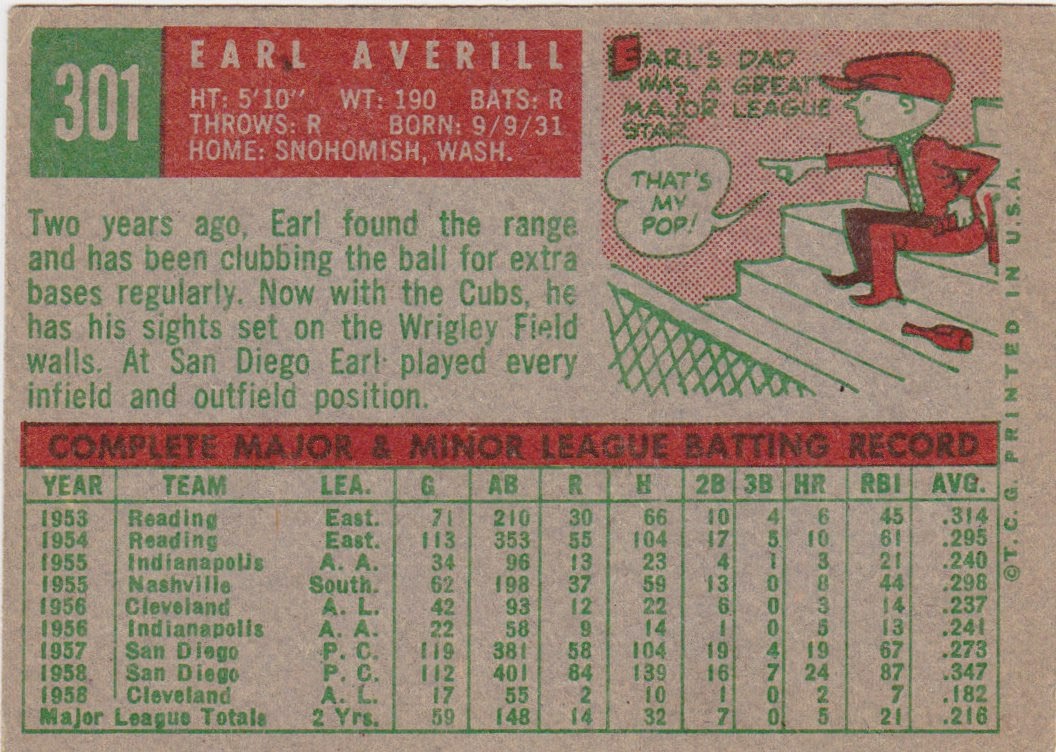 301
EARL AVERILL
HT: 5'10" WT: 190 BATS: R
THROWS: R BORN: 9/9/31
HOME: SNOHOMISH, WASH.
EARL'S DAD
WAS A GREAT
MAJOR LEAGUE
STAR
THAT'S
MY
POP!
Two years ago, Earl found the range
and has been clubbing the ball for extra
bases regularly. Now with the Cubs, he
has his sights set on the Wrigley Field
walls. At San Diego Earl played every
infield and outfield position.
COMPLETE MAJOR & MINOR LEAGUE BATTING RECORD
YEAR TEAM LEA. G AB R H 2B 3B HR RBI AVG.
1953 Reading East. 71 210 30 66 10 4 6 45 .314
1954 Reading East. 113 353 55 104 17 5 10 61 .295
1955 Indianapolis A. A. 34 96 13 23 4 1 3 21 .240
1955 Nashville South. 62 198 37 59 13 0 8 44 .298
1956 Cleveland A. L. 42 93 12 22 6 0 3 14 .237
1956 Indianapolis A. A. 22 58 9 14 1 0 5 13 .241
1957 San Diego P. C. 119 381 58 104 19 4 19 67 .273
1958 San Diego P. C. 112 401 84 139 16 7 24 87 .347
1958 Cleveland A. L. 17 55 2 10 1 0 2 7 .182
Major League Totals 2 Yrs. 59 148 14 32 7 0 5 21 .216
©T.C.G. PRINTED IN U.S.A.